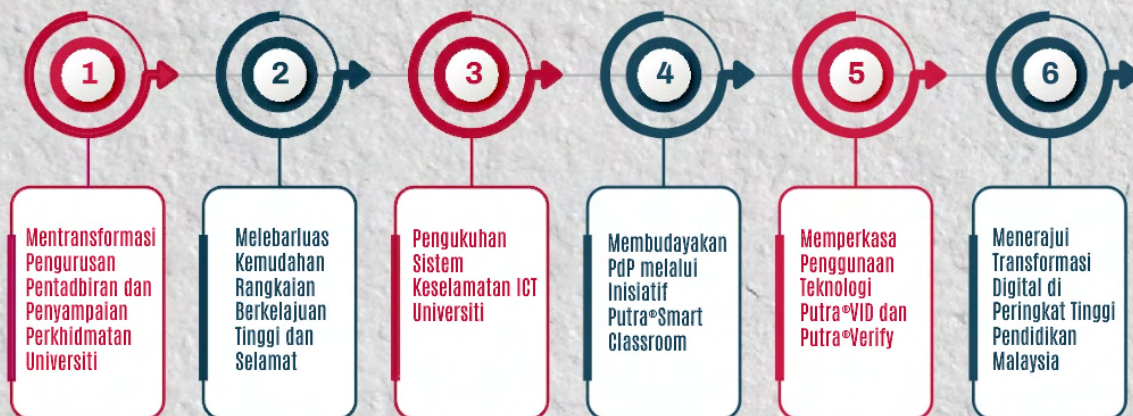 1
2
3
4
5
6
Mentransformasi
Pengurusan
Pentadbiran dan
Penyampaian
Perkhidmatan
Universiti
Melebarluas
Kemudahan
Rangkaian
Berkelajuan
Tinggi dan
Selamat
Pengukuhan
Sistem
Keselamatan ICT
Universiti
Membudayakan
PdP melalui
Inisiatif
Putra®Smart
Classroom
Memperkasa
Penggunaan
Teknologi
Putra®VID dan
Putra®Verify
Menerajui
Transformasi
Digital di
Peringkat Tinggi
Pendidikan
Malaysia